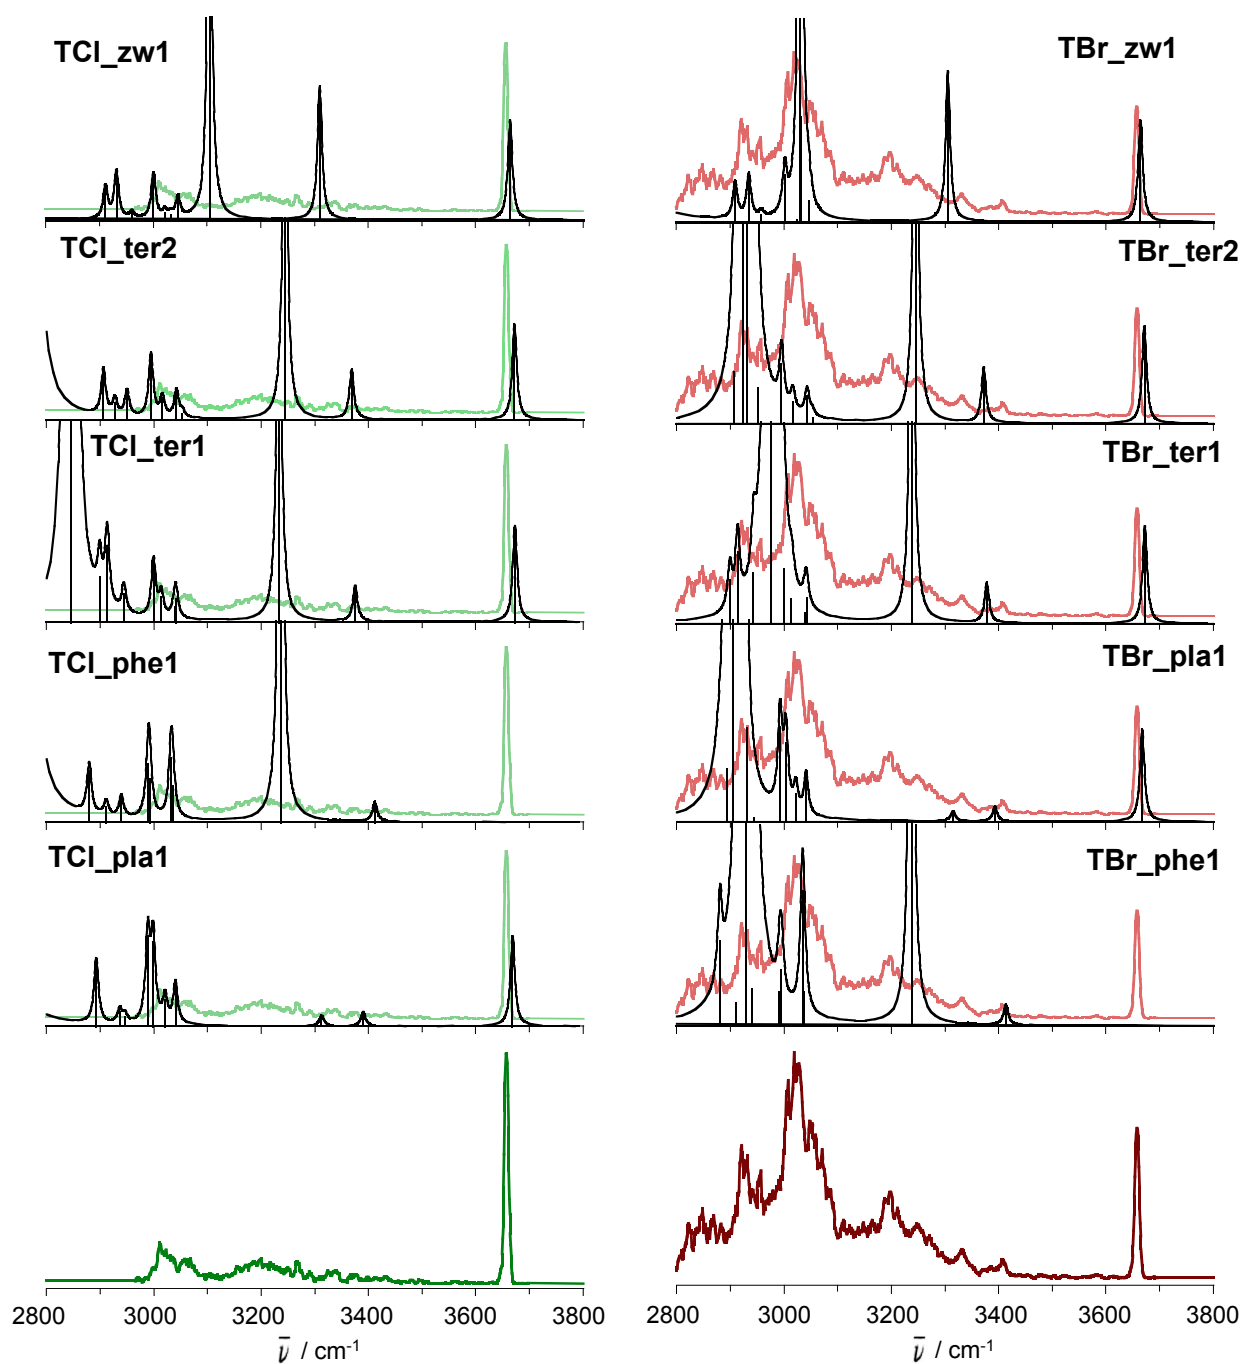 TCl_zw1
TBr_zw1
TCl_ter2
TBr_ter2
TCl_ter1
TBr_ter1
TCl_phe1
TBr_pla1
TCl_pla1
TBr_phe1
2800 3000 3200 3400 3600 3800
2800 3000 3200 3400 3600 3800
ν̄ / cm⁻¹
ν̄ / cm⁻¹